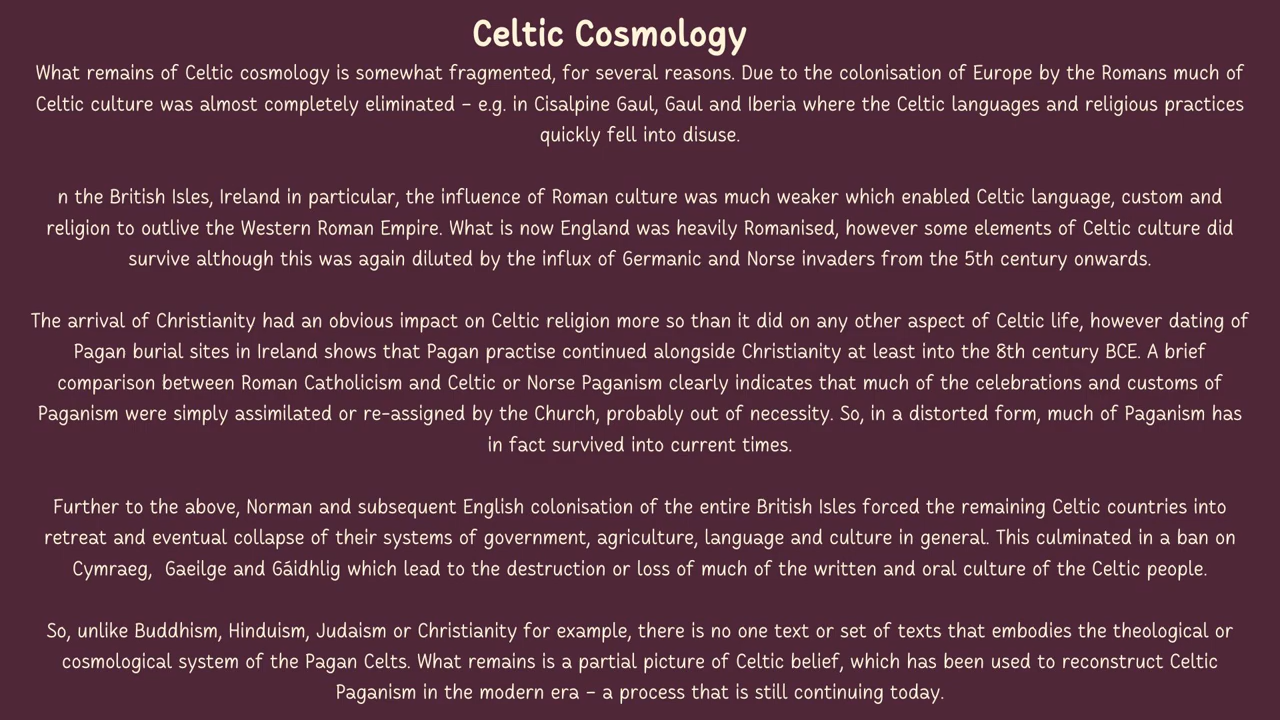 Celtic Cosmology
What remains of Celtic cosmology is somewhat fragmented, for several reasons. Due to the colonisation of Europe by the Romans much of
Celtic culture was almost completely eliminated – e.g. in Cisalpine Gaul, Gaul and Iberia where the Celtic languages and religious practices
quickly fell into disuse.
n the British Isles, Ireland in particular, the influence of Roman culture was much weaker which enabled Celtic language, custom and
religion to outlive the Western Roman Empire. What is now England was heavily Romanised, however some elements of Celtic culture did
survive although this was again diluted by the influx of Germanic and Norse invaders from the 5th century onwards.
The arrival of Christianity had an obvious impact on Celtic religion more so than it did on any other aspect of Celtic life, however dating of
Pagan burial sites in Ireland shows that Pagan practise continued alongside Christianity at least into the 8th century BCE. A brief
comparison between Roman Catholicism and Celtic or Norse Paganism clearly indicates that much of the celebrations and customs of
Paganism were simply assimilated or re-assigned by the Church, probably out of necessity. So, in a distorted form, much of Paganism has
in fact survived into current times.
Further to the above, Norman and subsequent English colonisation of the entire British Isles forced the remaining Celtic countries into
retreat and eventual collapse of their systems of government, agriculture, language and culture in general. This culminated in a ban on
Cymraeg,  Gaeilge and Gáidhlig which lead to the destruction or loss of much of the written and oral culture of the Celtic people.
So, unlike Buddhism, Hinduism, Judaism or Christianity for example, there is no one text or set of texts that embodies the theological or
cosmological system of the Pagan Celts. What remains is a partial picture of Celtic belief, which has been used to reconstruct Celtic
Paganism in the modern era – a process that is still continuing today.